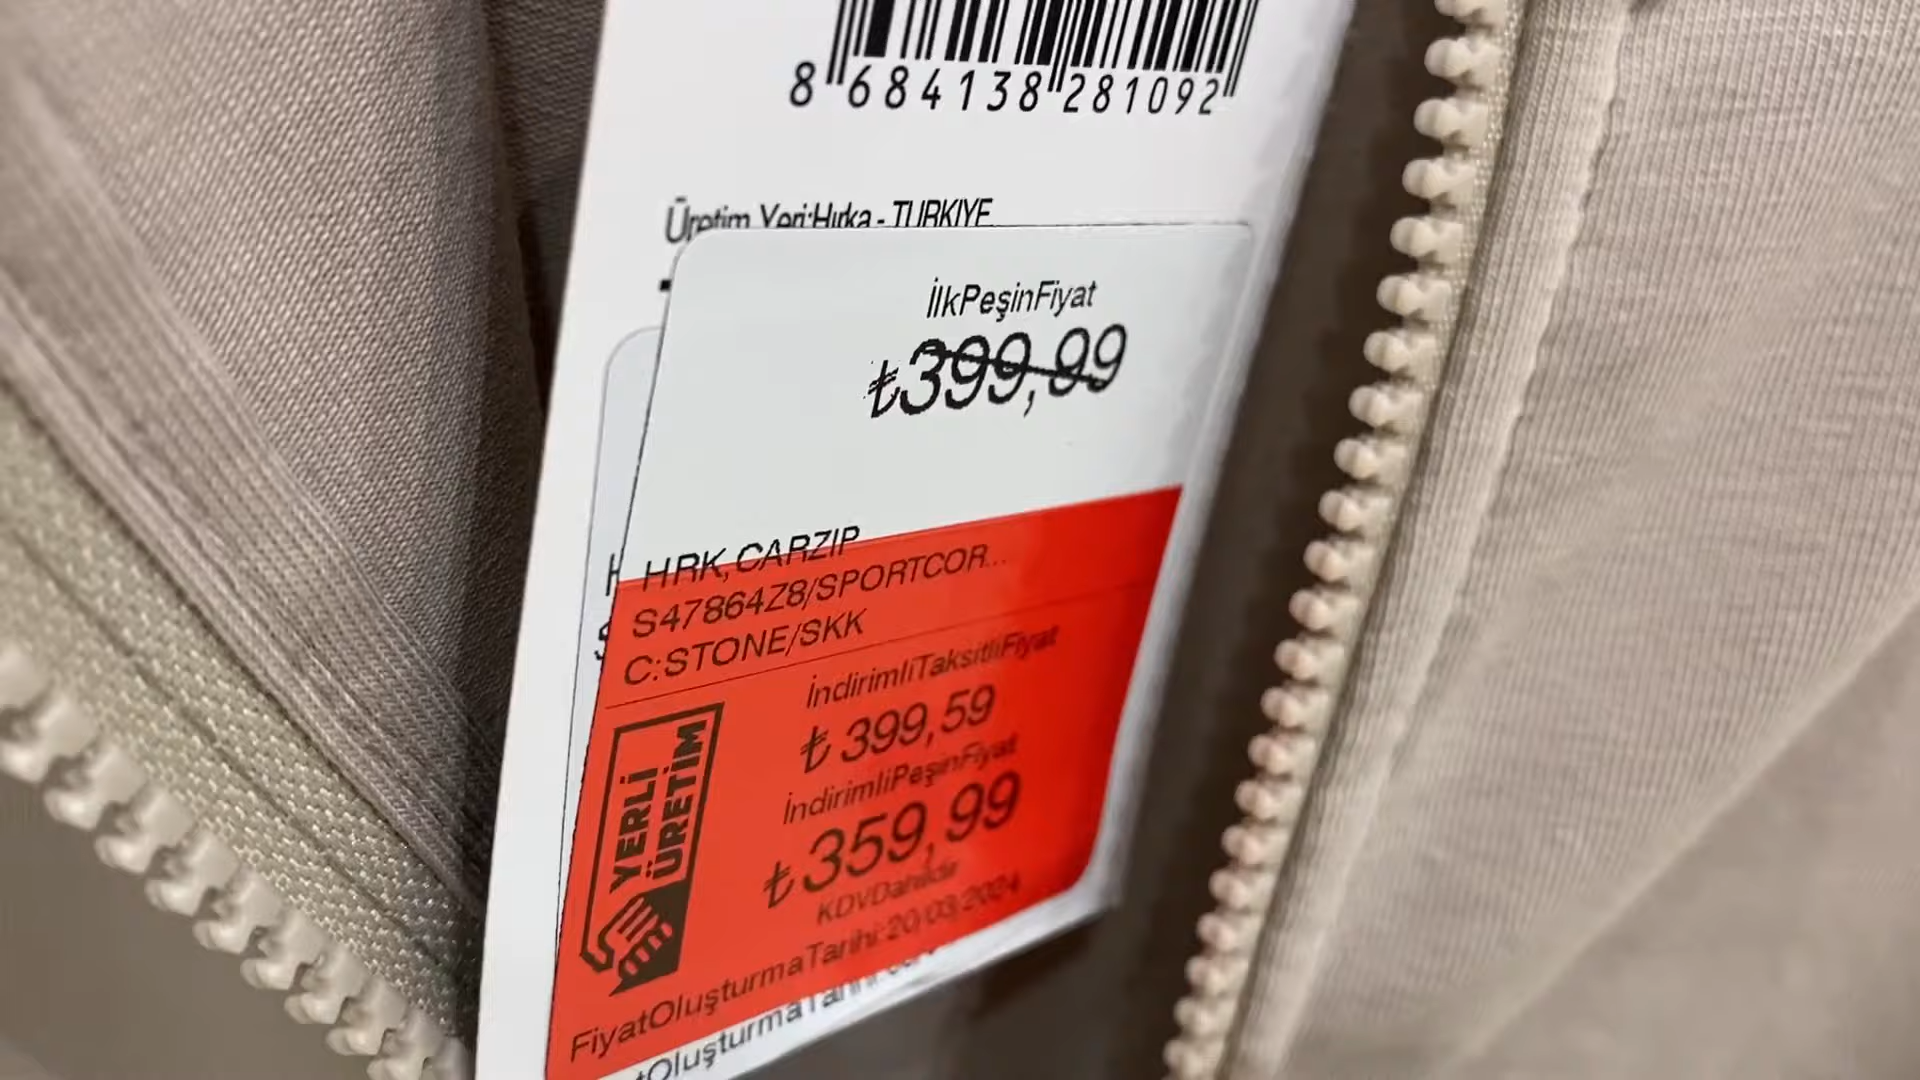 8 684138 281092
Üretim Yeri:Hırka - TURKIYE
İlkPeşinFiyat
₺399,99
HRK, CARZIP
S47864Z8/SPORTCOR...
C:STONE/SKK
İndirimliTaksitliFiyat
₺ 399,59
İndirimliPeşinFiyat
₺359,99
KDVDahildir
YERLİ
ÜRETİM
FiyatOluşturmaTarihi:20/03/2024
tOluşturmaTarihi: